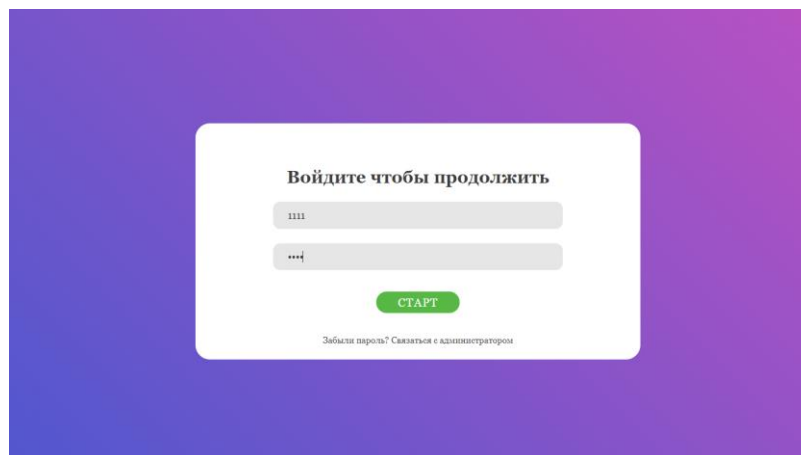 Войдите чтобы продолжить
1111
••••
СТАРТ
Забыли пароль? Связаться с администратором